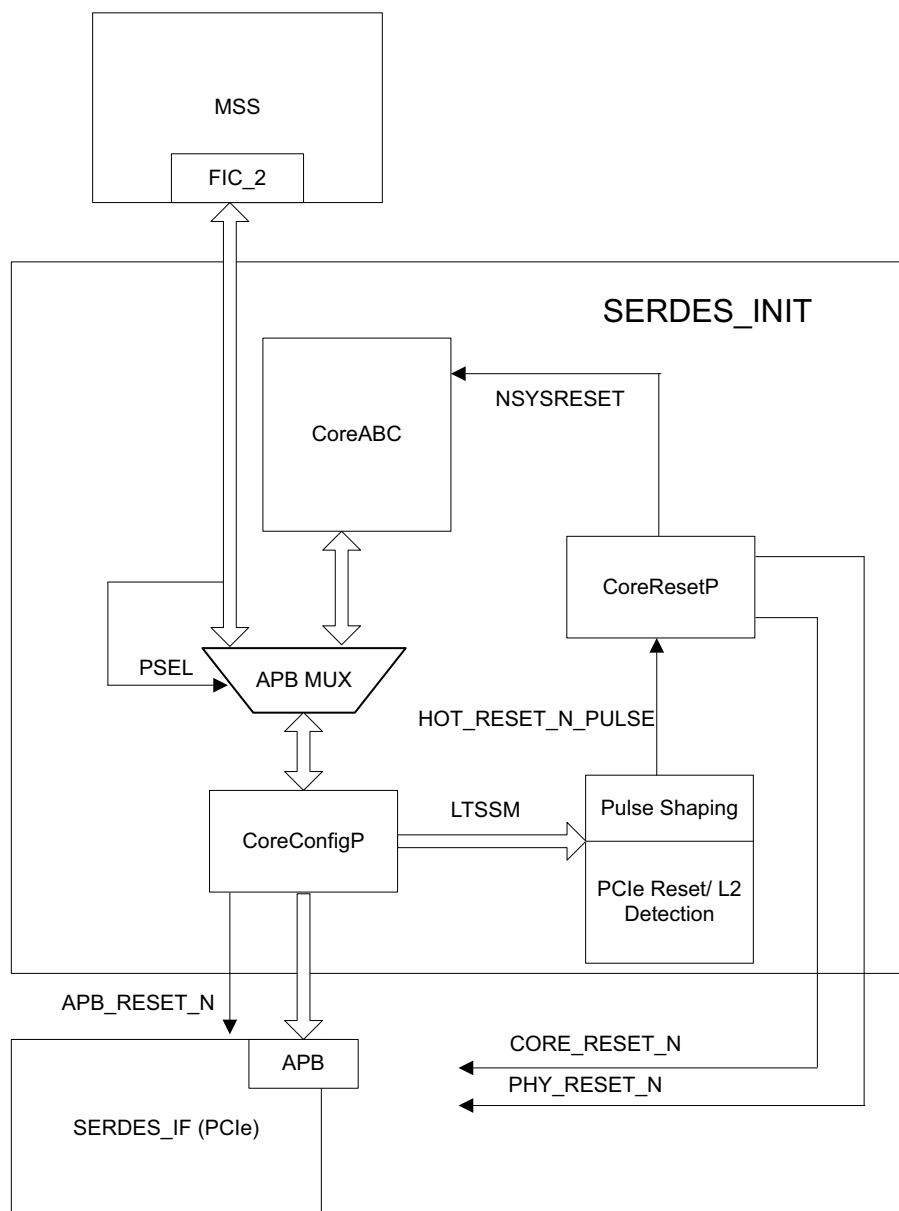 MSS
FIC_2
SERDES_INIT
NSYSRESET
CoreABC
CoreResetP
PSEL
APB MUX
HOT_RESET_N_PULSE
LTSSM
Pulse Shaping
CoreConfigP
PCIe Reset/ L2
Detection
APB_RESET_N
CORE_RESET_N
APB
PHY_RESET_N
SERDES_IF (PCIe)